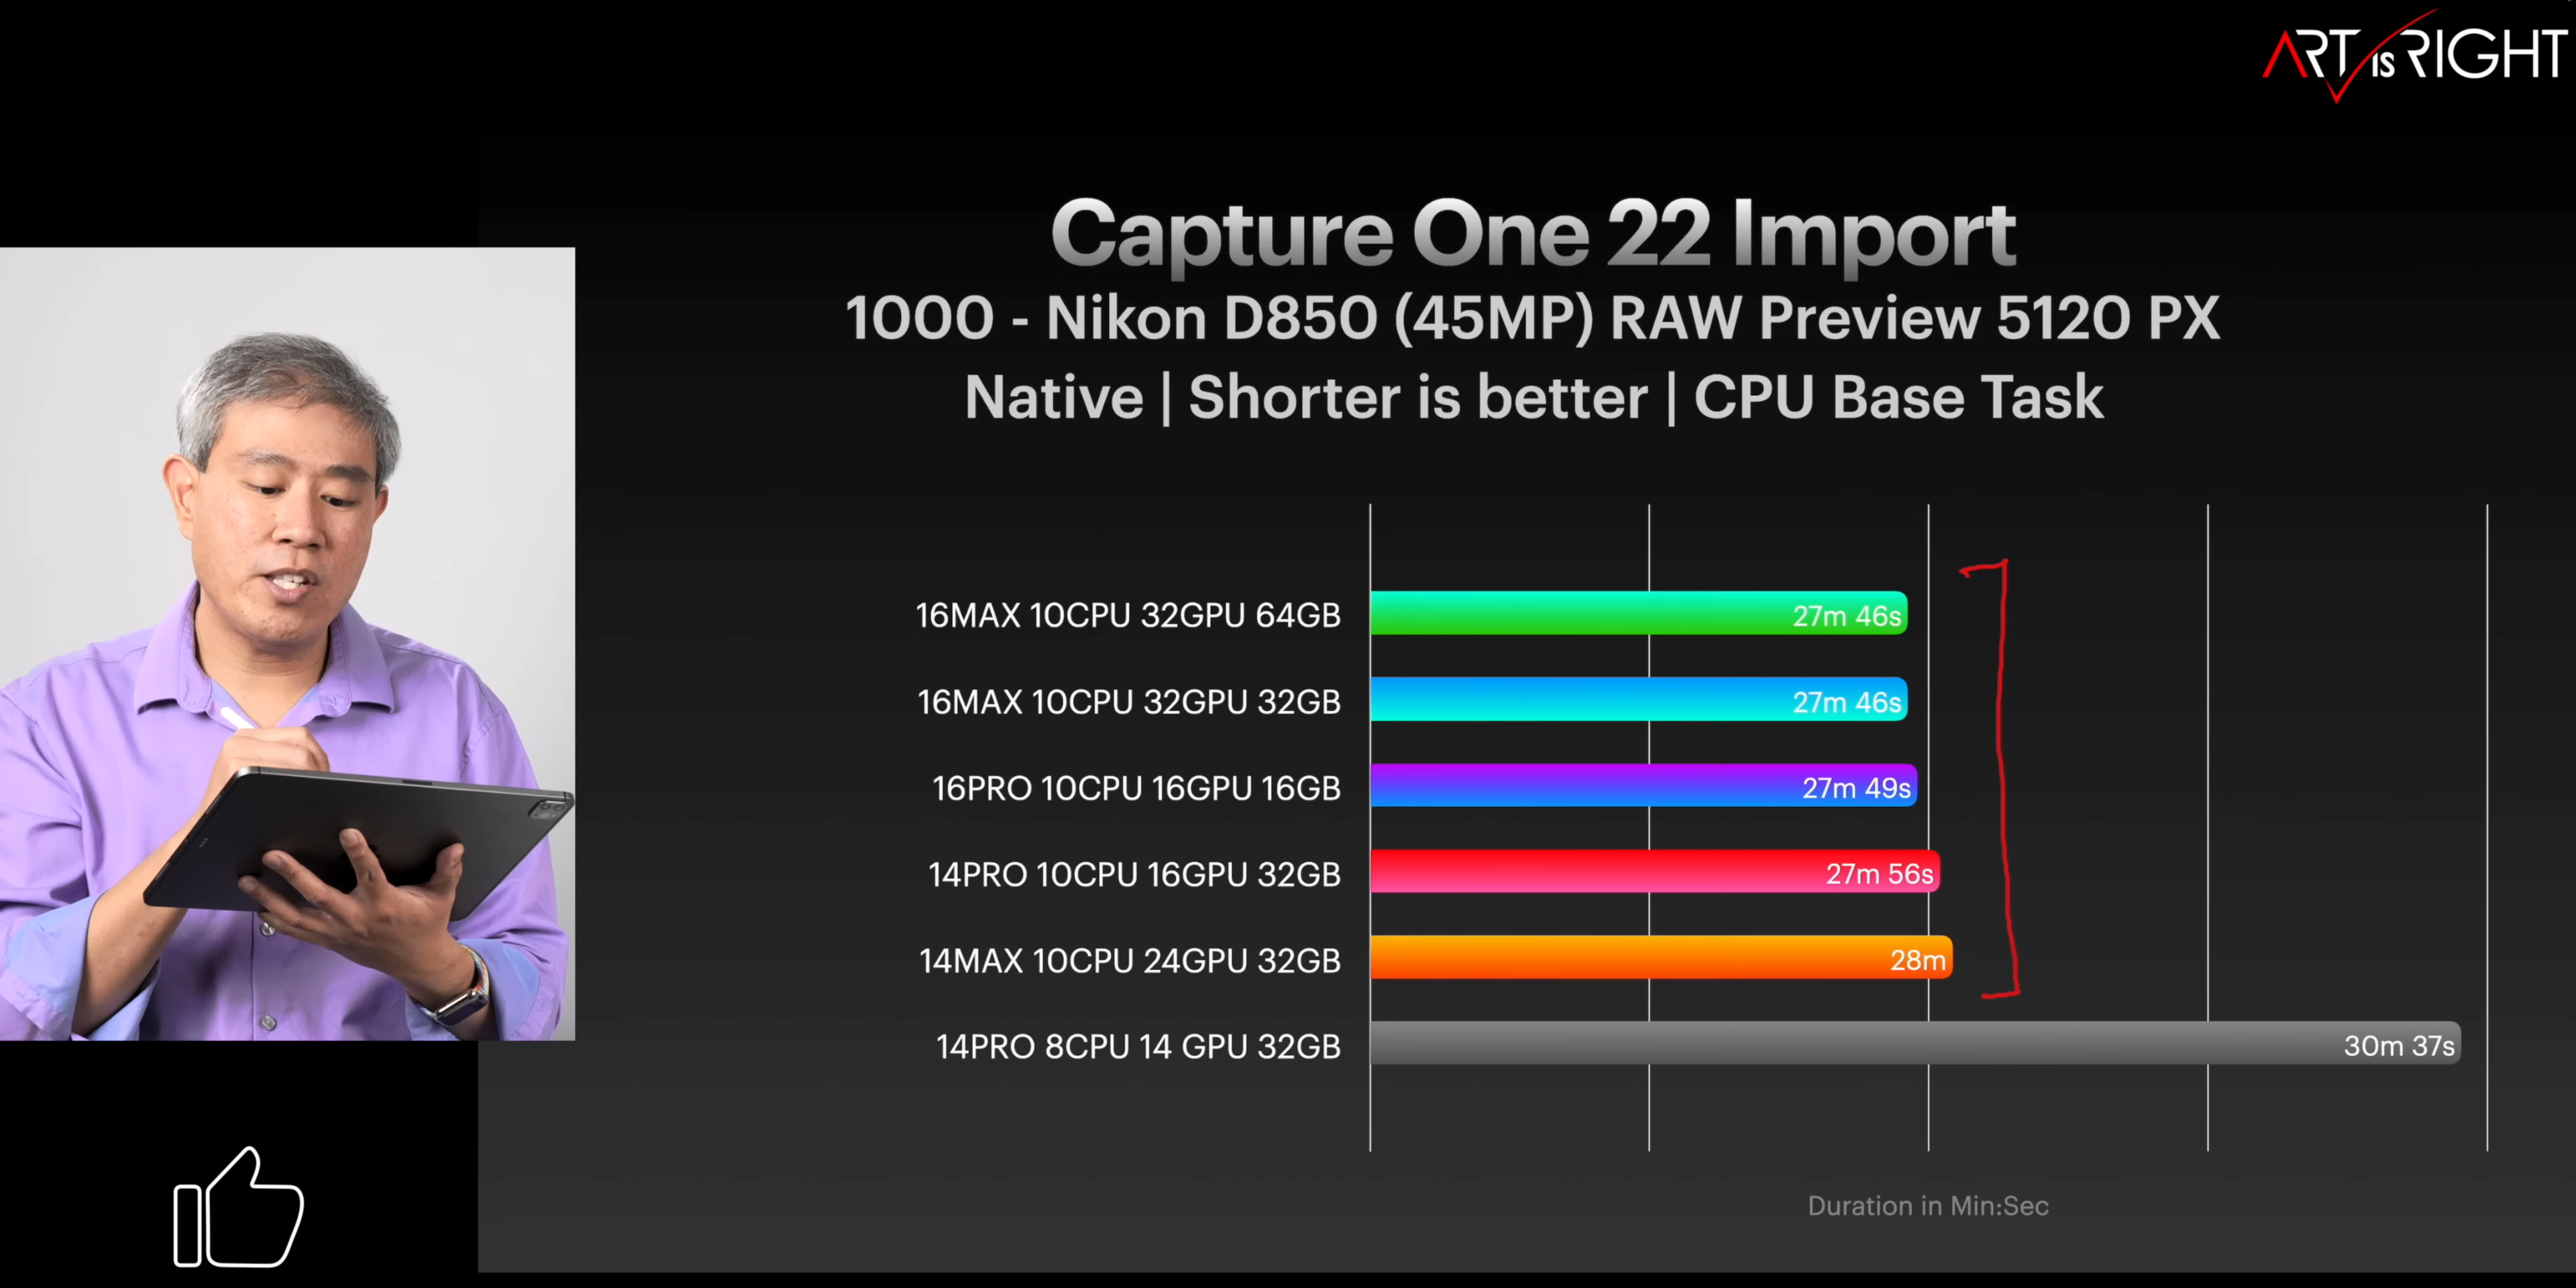 ART is RIGHT
Capture One 22 Import
1000 - Nikon D850 (45MP) RAW Preview 5120 PX
Native | Shorter is better | CPU Base Task
16MAX 10CPU 32GPU 64GB 27m 46s
16MAX 10CPU 32GPU 32GB 27m 46s
16PRO 10CPU 16GPU 16GB 27m 49s
14PRO 10CPU 16GPU 32GB 27m 56s
14MAX 10CPU 24GPU 32GB 28m
14PRO 8CPU 14 GPU 32GB 30m 37s
Duration in Min:Sec